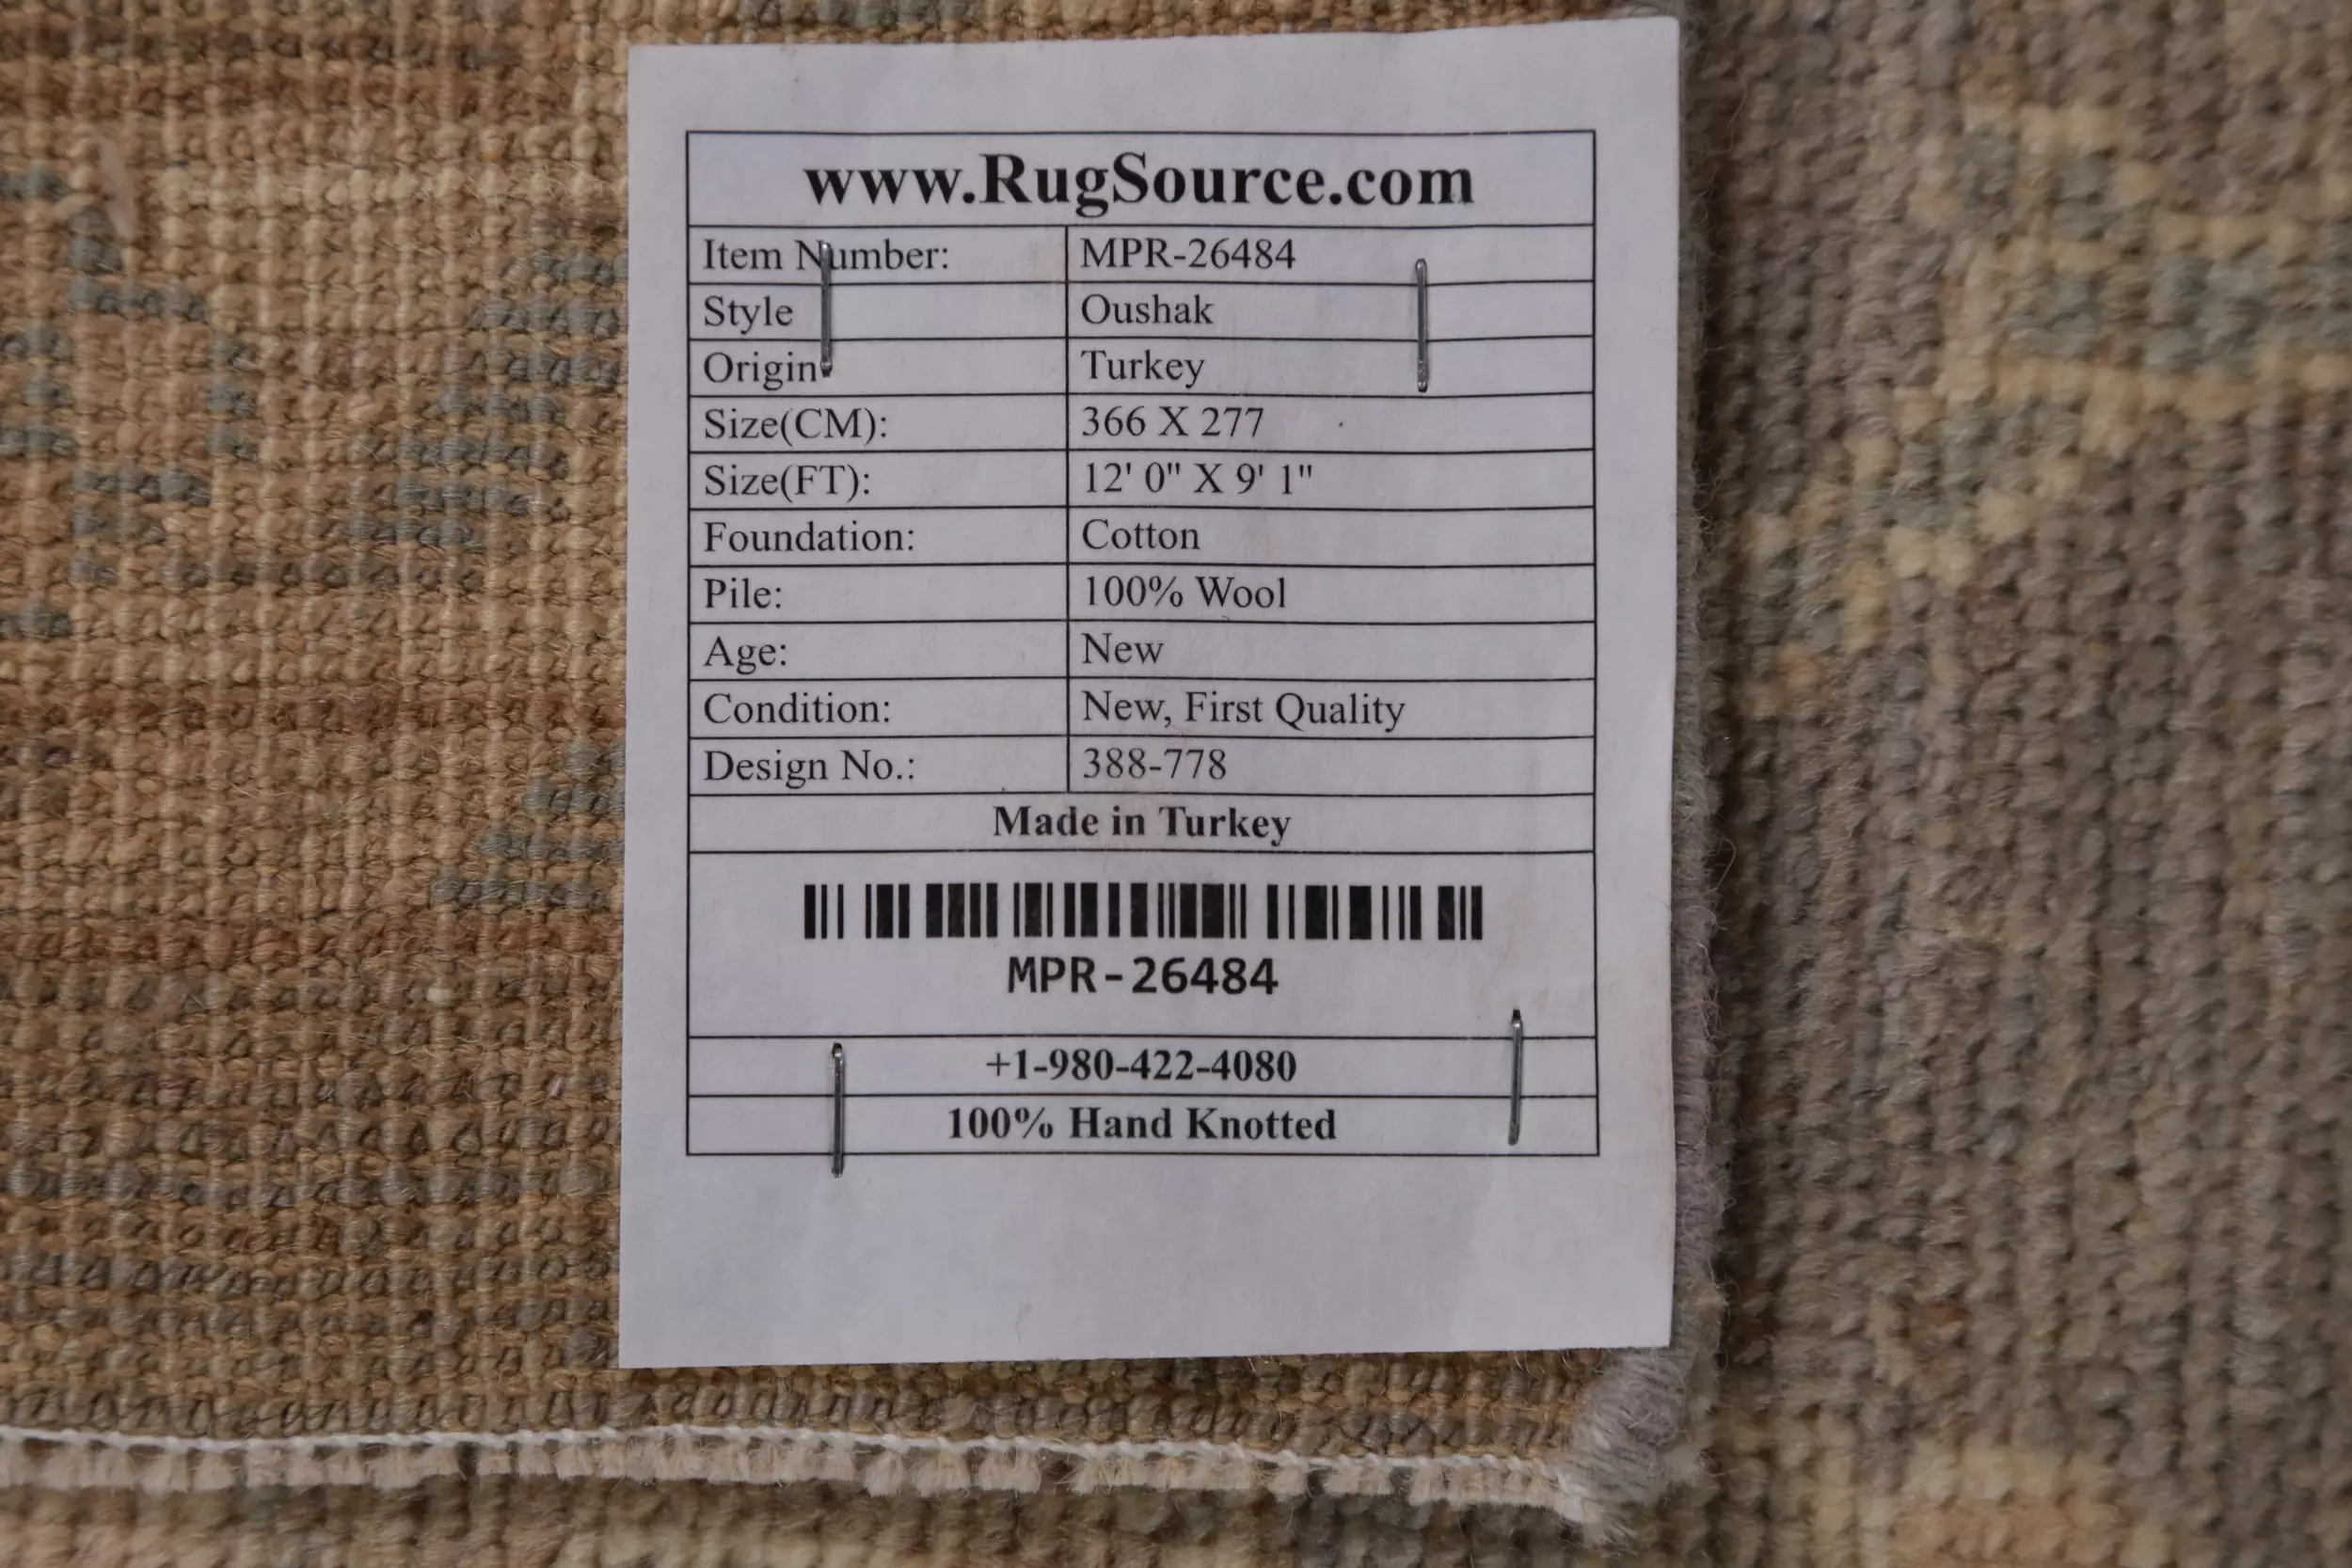 www.RugSource.com
Item Number: MPR-26484
Style Oushak
Origin Turkey
Size(CM): 366 X 277
Size(FT): 12' 0" X 9' 1"
Foundation: Cotton
Pile: 100% Wool
Age: New
Condition: New, First Quality
Design No.: 388-778
Made in Turkey
MPR-26484
+1-980-422-4080
100% Hand Knotted